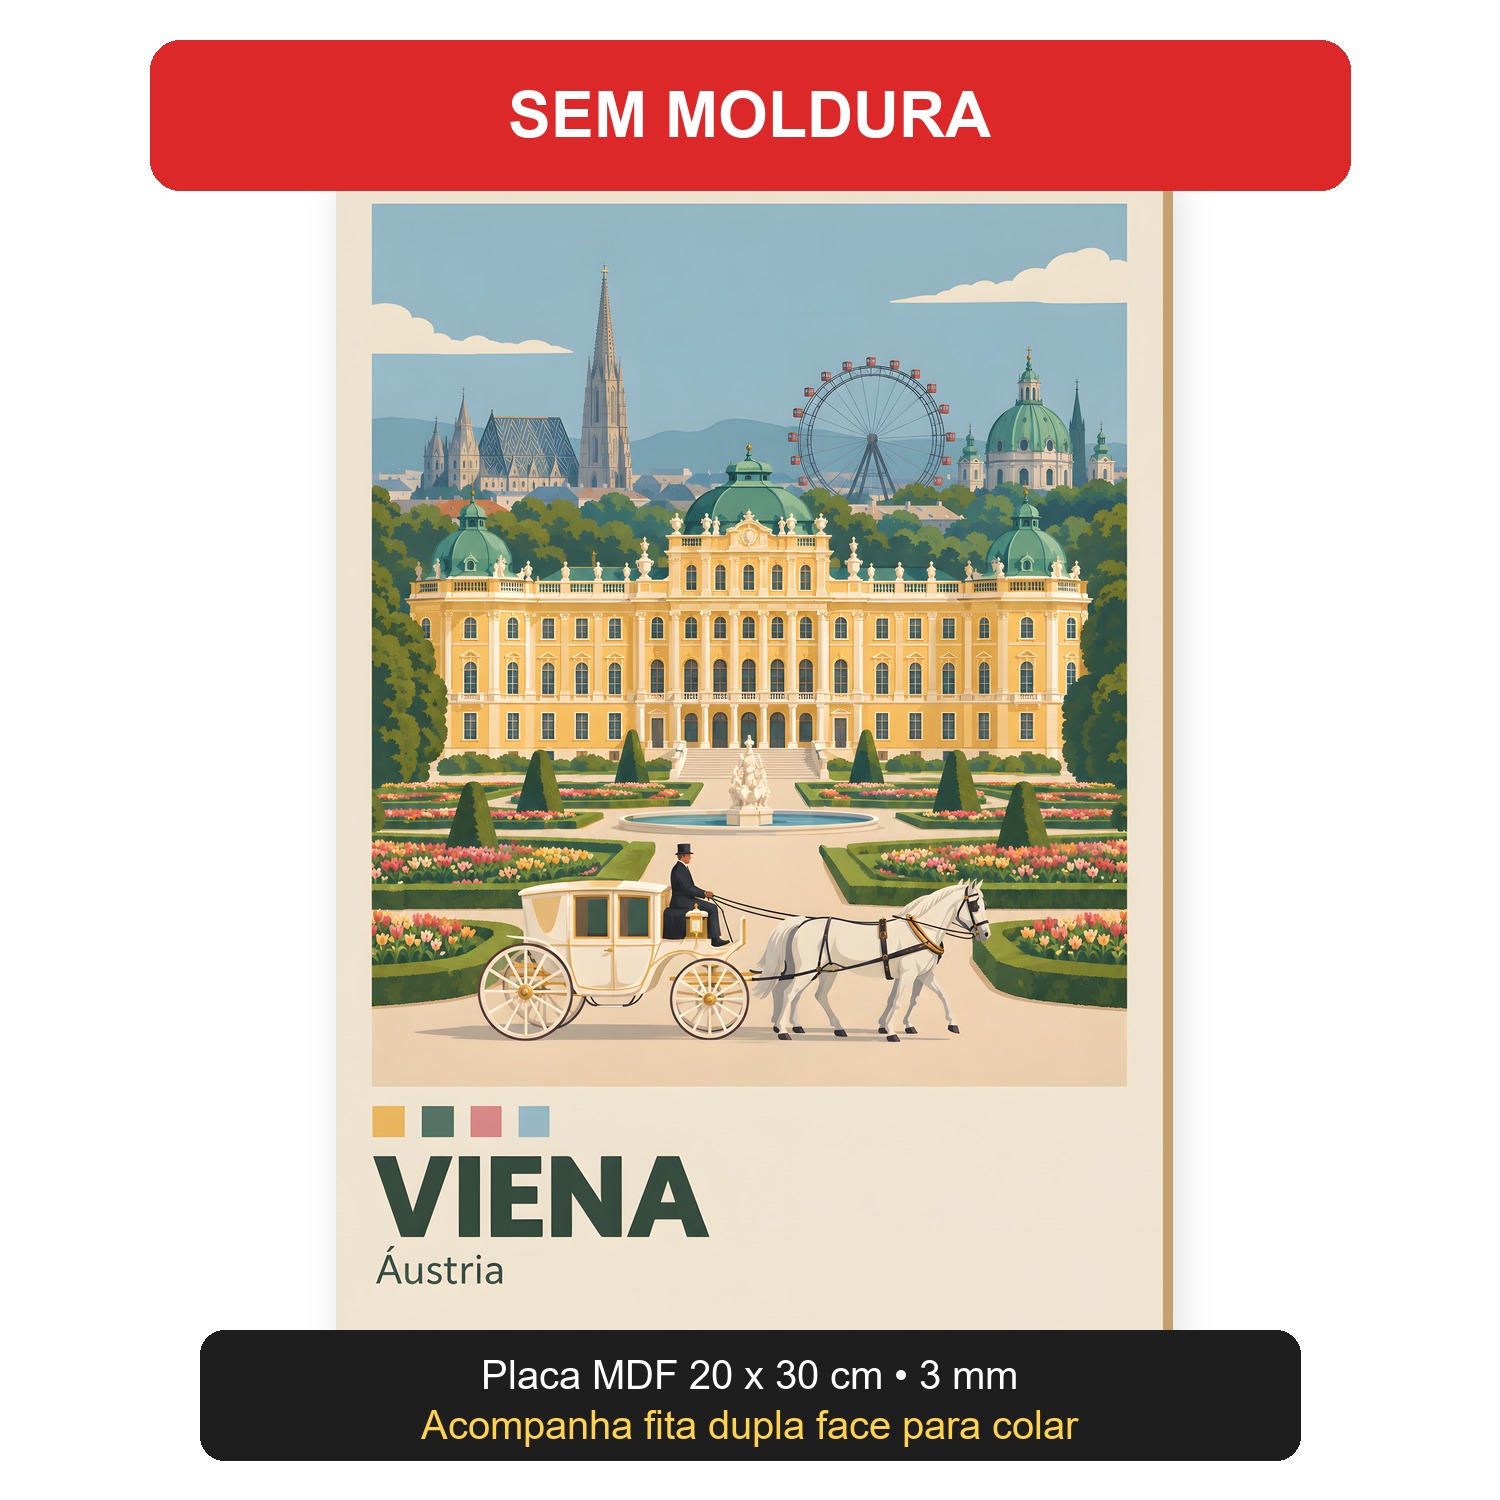 SEM MOLDURA
VIENA
Áustria
Placa MDF 20 x 30 cm • 3 mm
Acompanha fita dupla face para colar